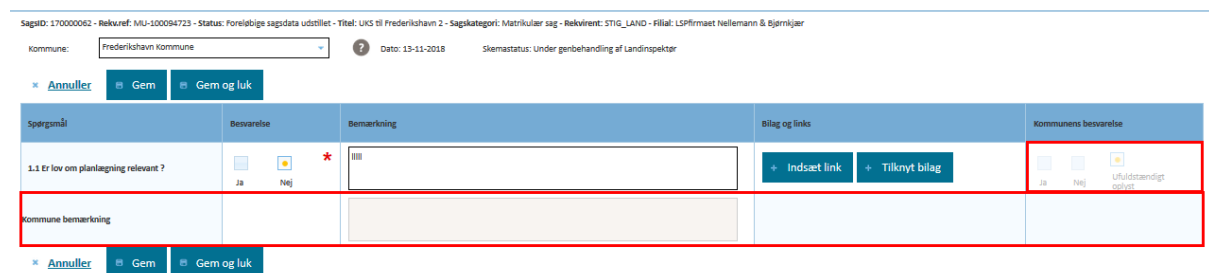 SagsID: 170000062 - Rekv.ref: MU-100094723 - Status: Foreløbige sagsdata udstillet - Titel: UKS til Frederikshavn 2 - Sagskategori: Matrikulær sag - Rekvirent: STIG_LAND - Filial: LSPfirmaet Nellemann & Bjørnkjær
Kommune: Frederikshavn Kommune ? Dato: 13-11-2018 Skemastatus: Under genbehandling af Landinspektør
Annuller Gem Gem og luk
Spørgsmål Besvarelse Bemærkning Bilag og links Kommunens besvarelse
1.1 Er lov om planlægning relevant ? Ja Nej * lllll + Indsæt link + Tilknyt bilag Ja Nej Ufuldstændigt oplyst
Kommune bemærkning
Annuller Gem Gem og luk